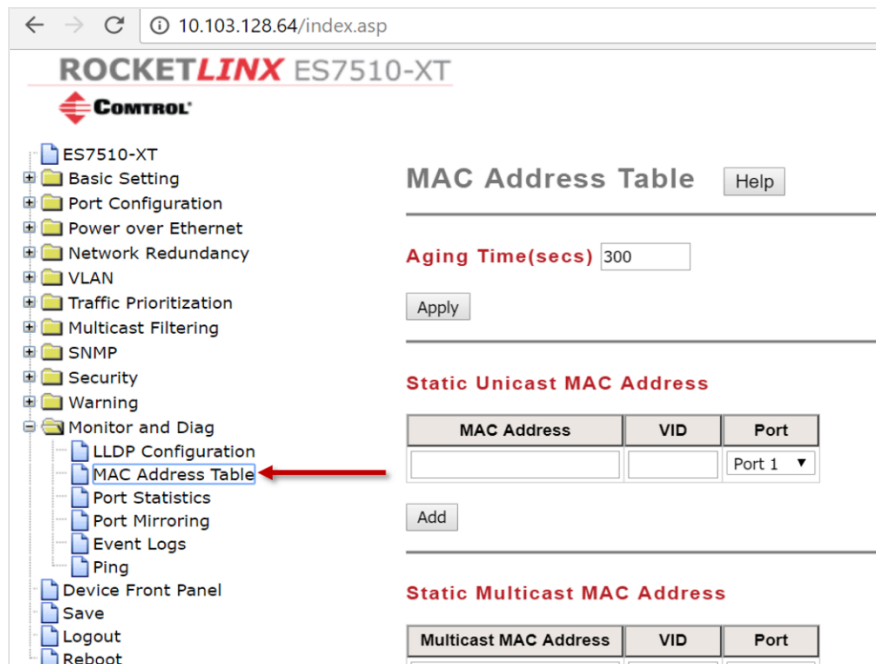 10.103.128.64/index.asp
ROCKETLINX ES7510-XT
COMTROL
ES7510-XT
Basic Setting
Port Configuration
Power over Ethernet
Network Redundancy
VLAN
Traffic Prioritization
Multicast Filtering
SNMP
Security
Warning
Monitor and Diag
LLDP Configuration
MAC Address Table
Port Statistics
Port Mirroring
Event Logs
Ping
Device Front Panel
Save
Logout
Reboot
MAC Address Table Help
Aging Time(secs) 300
Apply
Static Unicast MAC Address
MAC Address VID Port
Port 1
Add
Static Multicast MAC Address
Multicast MAC Address VID Port